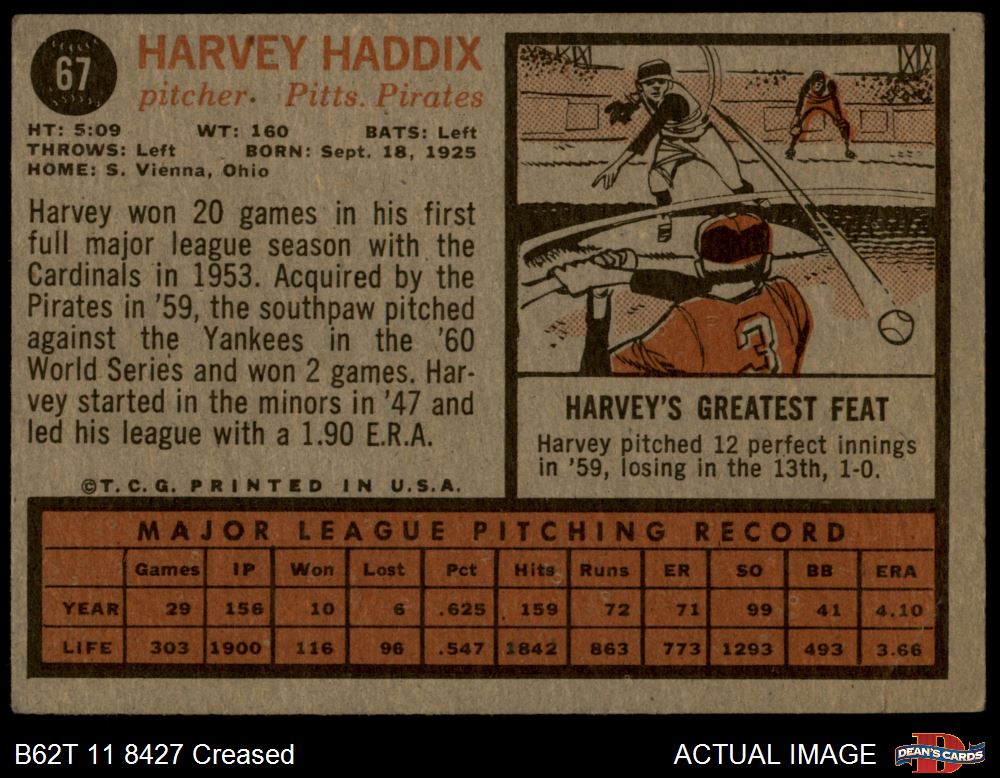 67
HARVEY HADDIX
pitcher· Pitts. Pirates
HT: 5:09 WT: 160 BATS: Left
THROWS: Left BORN: Sept. 18, 1925
HOME: S. Vienna, Ohio
Harvey won 20 games in his first
full major league season with the
Cardinals in 1953. Acquired by the
Pirates in '59, the southpaw pitched
against the Yankees in the '60
World Series and won 2 games. Har-
vey started in the minors in '47 and
led his league with a 1.90 E.R.A.
©T.C.G. PRINTED IN U.S.A.
3
HARVEY'S GREATEST FEAT
Harvey pitched 12 perfect innings
in '59, losing in the 13th, 1-0.
MAJOR LEAGUE PITCHING RECORD
Games IP Won Lost Pct Hits Runs ER SO BB ERA
YEAR 29 156 10 6 .625 159 72 71 99 41 4.10
LIFE 303 1900 116 96 .547 1842 863 773 1293 493 3.66
B62T 11 8427 Creased
ACTUAL IMAGE
D
DEAN'S CARDS